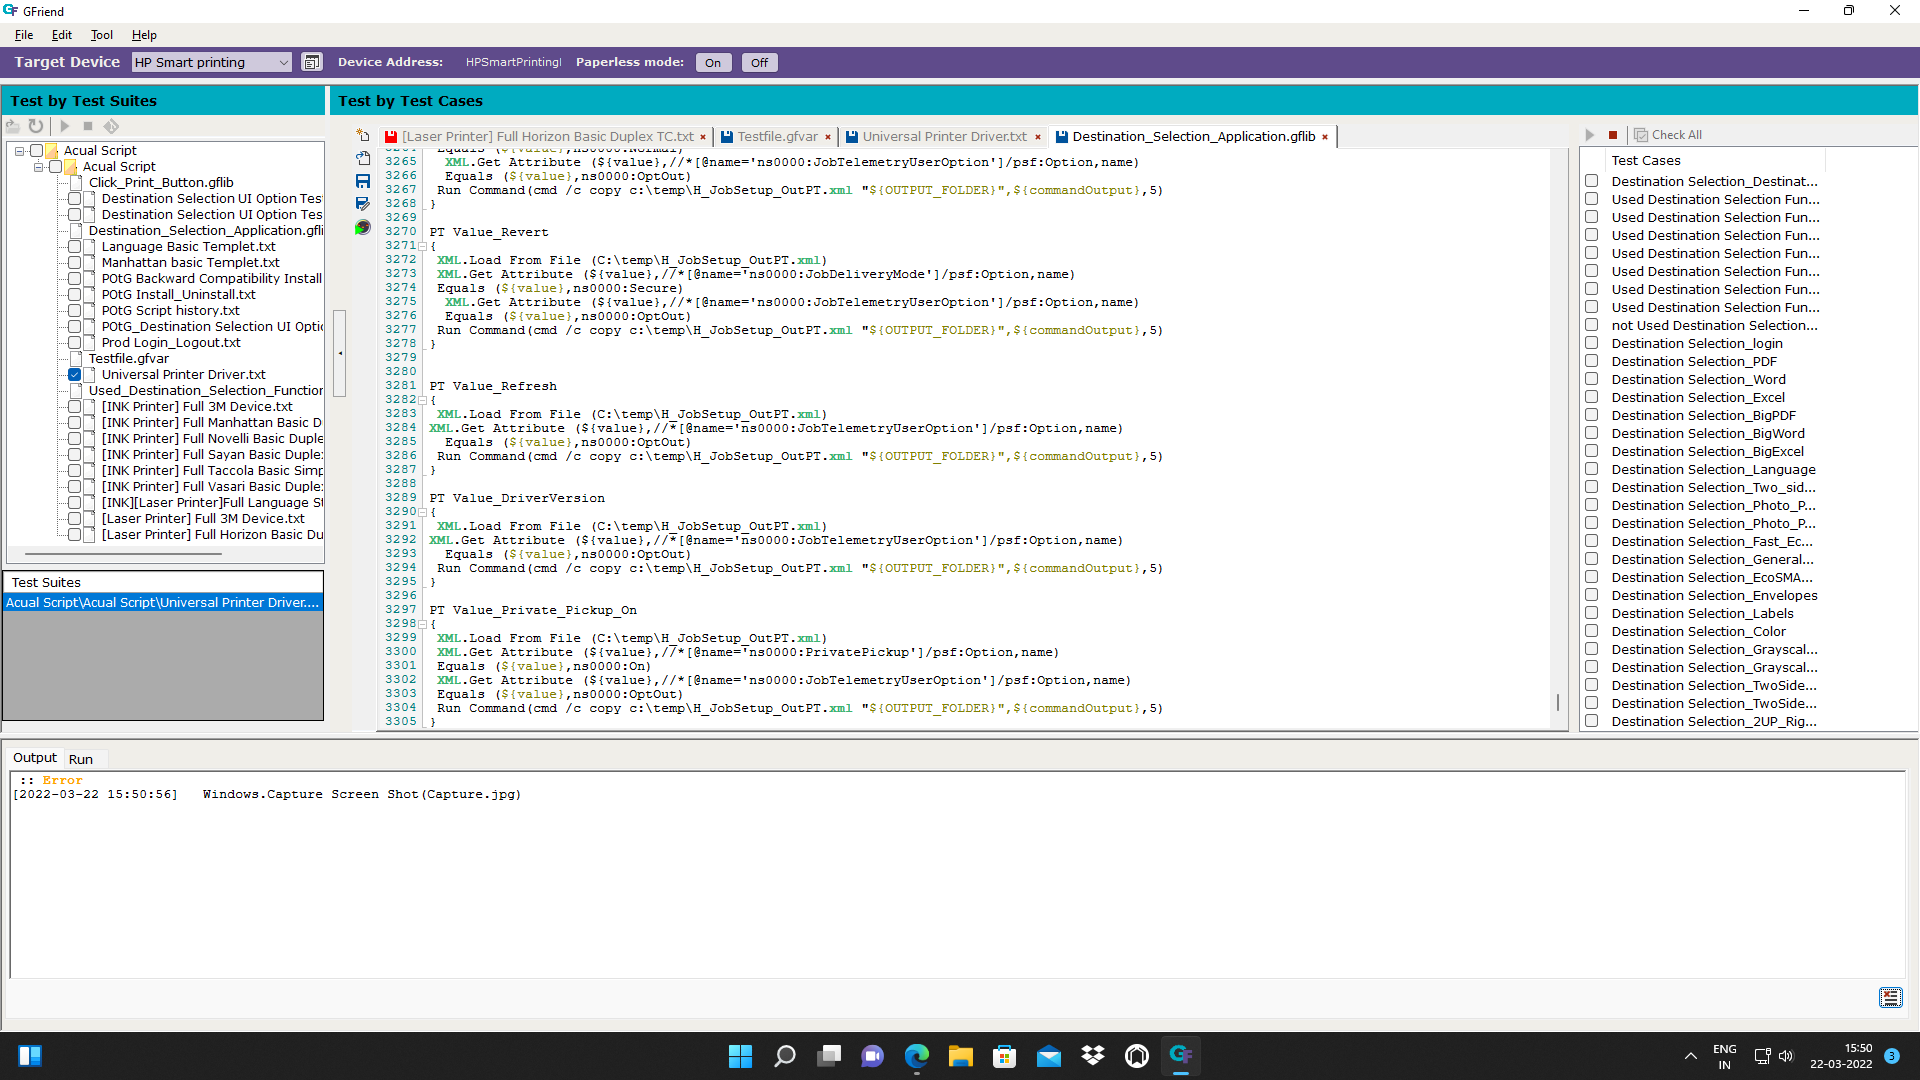 GFriend
File Edit Tool Help
Target Device HP Smart printing Device Address: HPSmartPrintingI Paperless mode: On Off
Test by Test Suites
Acual Script
Acual Script
Click_Print_Button.gflib
Destination Selection UI Option Tes
Destination Selection UI Option Tes
Destination_Selection_Application.gfli
Language Basic Templet.txt
Manhattan basic Templet.txt
POtG Backward Compatibility Install
POtG Install_Uninstall.txt
POtG Script history.txt
POtG_Destination Selection UI Optic
Prod Login_Logout.txt
Testfile.gfvar
Universal Printer Driver.txt
Used_Destination_Selection_Function
[INK Printer] Full 3M Device.txt
[INK Printer] Full Manhattan Basic D
[INK Printer] Full Novelli Basic Duple
[INK Printer] Full Sayan Basic Duple
[INK Printer] Full Taccola Basic Simp
[INK Printer] Full Vasari Basic Duple
[INK][Laser Printer]Full Language S
[Laser Printer] Full 3M Device.txt
[Laser Printer] Full Horizon Basic Du
Test Suites
Acual Script\Acual Script\Universal Printer Driver....
Test by Test Cases
[Laser Printer] Full Horizon Basic Duplex TC.txt Testfile.gfvar Universal Printer Driver.txt Destination_Selection_Application.gflib
3264 Equals (${value},ns0000:Normal)
3265 XML.Get Attribute (${value},//*[@name='ns0000:JobTelemetryUserOption']/psf:Option,name)
3266 Equals (${value},ns0000:OptOut)
3267 Run Command(cmd /c copy c:\temp\H_JobSetup_OutPT.xml "${OUTPUT_FOLDER}",${commandOutput},5)
3268 }
3269
3270 PT Value_Revert
3271 {
3272 XML.Load From File (C:\temp\H_JobSetup_OutPT.xml)
3273 XML.Get Attribute (${value},//*[@name='ns0000:JobDeliveryMode']/psf:Option,name)
3274 Equals (${value},ns0000:Secure)
3275 XML.Get Attribute (${value},//*[@name='ns0000:JobTelemetryUserOption']/psf:Option,name)
3276 Equals (${value},ns0000:OptOut)
3277 Run Command(cmd /c copy c:\temp\H_JobSetup_OutPT.xml "${OUTPUT_FOLDER}",${commandOutput},5)
3278 }
3279
3280
3281 PT Value_Refresh
3282 {
3283 XML.Load From File (C:\temp\H_JobSetup_OutPT.xml)
3284 XML.Get Attribute (${value},//*[@name='ns0000:JobTelemetryUserOption']/psf:Option,name)
3285 Equals (${value},ns0000:OptOut)
3286 Run Command(cmd /c copy c:\temp\H_JobSetup_OutPT.xml "${OUTPUT_FOLDER}",${commandOutput},5)
3287 }
3288
3289 PT Value_DriverVersion
3290 {
3291 XML.Load From File (C:\temp\H_JobSetup_OutPT.xml)
3292 XML.Get Attribute (${value},//*[@name='ns0000:JobTelemetryUserOption']/psf:Option,name)
3293 Equals (${value},ns0000:OptOut)
3294 Run Command(cmd /c copy c:\temp\H_JobSetup_OutPT.xml "${OUTPUT_FOLDER}",${commandOutput},5)
3295 }
3296
3297 PT Value_Private_Pickup_On
3298 {
3299 XML.Load From File (C:\temp\H_JobSetup_OutPT.xml)
3300 XML.Get Attribute (${value},//*[@name='ns0000:PrivatePickup']/psf:Option,name)
3301 Equals (${value},ns0000:On)
3302 XML.Get Attribute (${value},//*[@name='ns0000:JobTelemetryUserOption']/psf:Option,name)
3303 Equals (${value},ns0000:OptOut)
3304 Run Command(cmd /c copy c:\temp\H_JobSetup_OutPT.xml "${OUTPUT_FOLDER}",${commandOutput},5)
3305 }
Check All
Test Cases
Destination Selection_Destinat...
Used Destination Selection Fun...
Used Destination Selection Fun...
Used Destination Selection Fun...
Used Destination Selection Fun...
Used Destination Selection Fun...
Used Destination Selection Fun...
Used Destination Selection Fun...
not Used Destination Selection...
Destination Selection_login
Destination Selection_PDF
Destination Selection_Word
Destination Selection_Excel
Destination Selection_BigPDF
Destination Selection_BigWord
Destination Selection_BigExcel
Destination Selection_Language
Destination Selection_Two_sid...
Destination Selection_Photo_P...
Destination Selection_Photo_P...
Destination Selection_Fast_Ec...
Destination Selection_General...
Destination Selection_EcoSMA...
Destination Selection_Envelopes
Destination Selection_Labels
Destination Selection_Color
Destination Selection_Grayscal...
Destination Selection_Grayscal...
Destination Selection_TwoSide...
Destination Selection_TwoSide...
Destination Selection_2UP_Rig...
Output Run
:: Error
[2022-03-22 15:50:56] Windows.Capture Screen Shot(Capture.jpg)
ENG
IN
15:50
22-03-2022
3